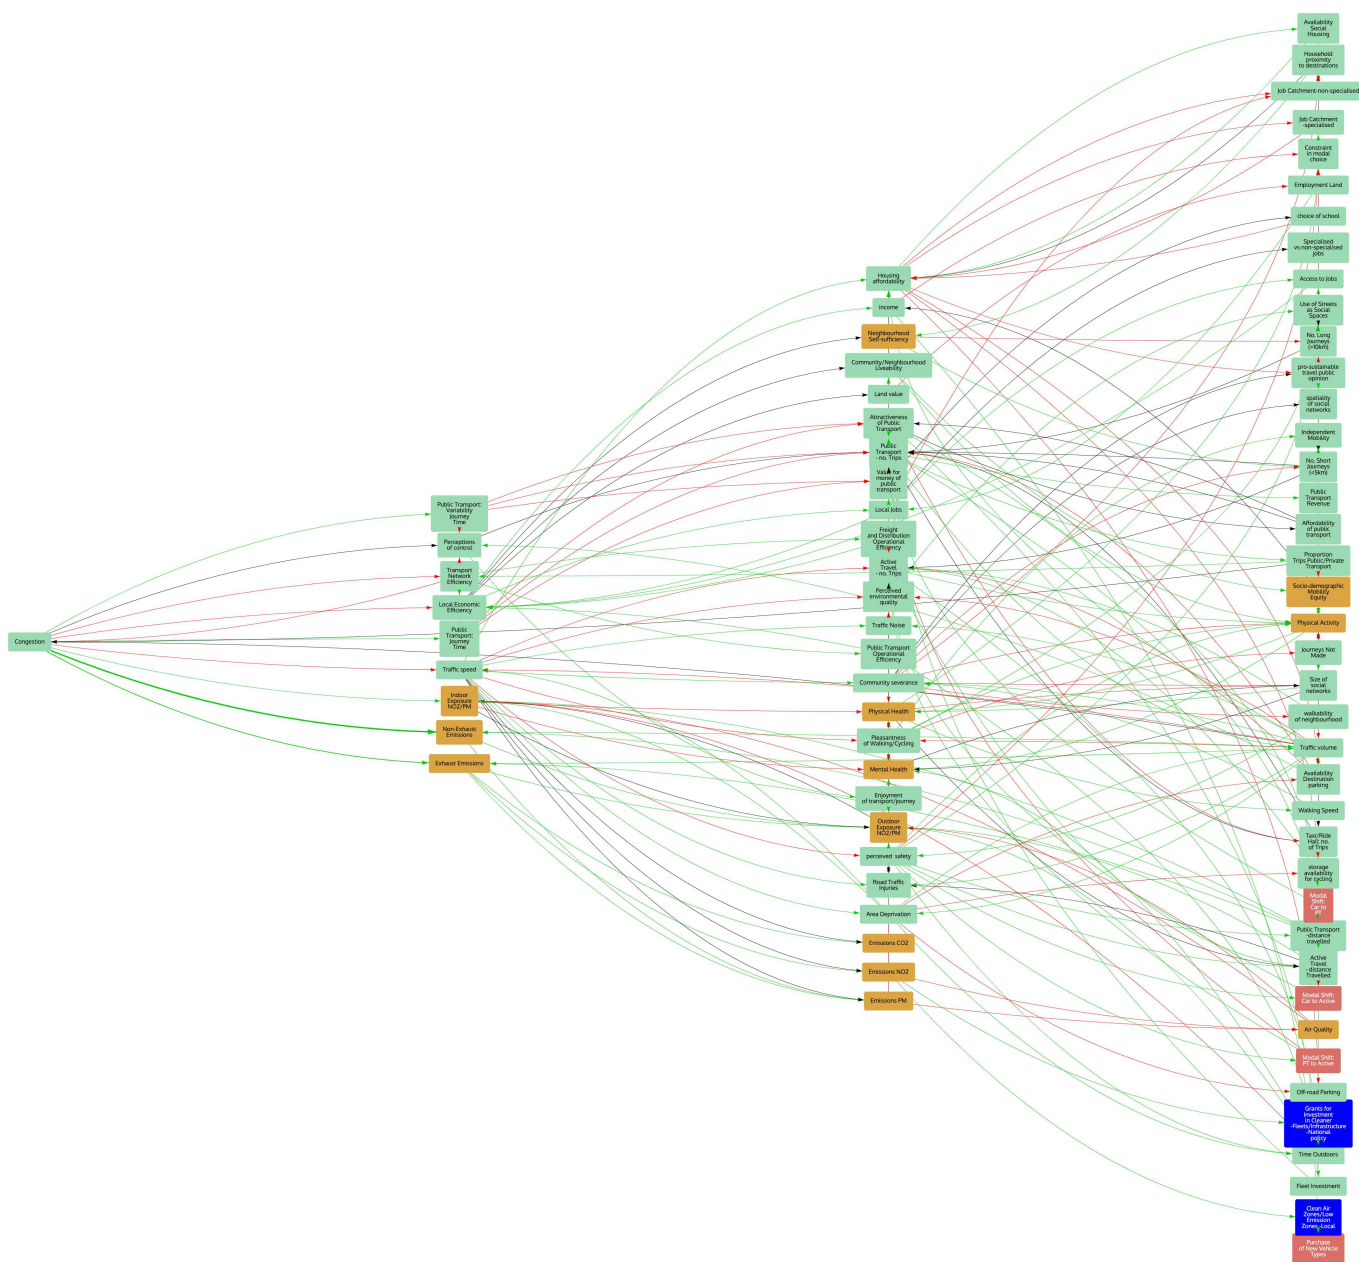 Congestion
Public Transport:
Variability
Journey
Time
Perceptions
of control
Transport
Network
Efficiency
Local Economic
Efficiency
Public
Transport:
Journey
Time
Traffic speed
Indoor
Exposure
NO2/PM
Non-Exhaust
Emissions
Exhaust Emissions
Housing
affordability
income
Neighbourhood
Self-sufficiency
Community/Neighbourhood
Liveability
Land value
Attractiveness
of Public
Transport
Public
Transport
- no. Trips
Value for
money of
public
transport
Local Jobs
Freight
and Distribution
Operational
Efficiency
Active
Travel
- no. Trips
Perceived
environmental
quality
Traffic Noise
Public Transport
Operational
Efficiency
Community severance
Physical Health
Pleasantness
of Walking/Cycling
Mental Health
Enjoyment
of transport/journey
Outdoor
Exposure
NO2/PM
perceived safety
Road Traffic
Injuries
Area Deprivation
Emissions CO2
Emissions NO2
Emissions PM
Availability
Social
Housing
Household
proximity
to destinations
Job Catchment-non-specialised
Job Catchment
-specialised
Constraint
in modal
choice
Employment Land
choice of school
Specialised
vs non-specialised
jobs
Access to Jobs
Use of Streets
as Social
Spaces
No. Long
Journeys
(>10km)
pro-sustainable
travel public
opinion
spatiality
of social
networks
Independent
Mobility
No. Short
Journeys
(<5km)
Public
Transport
Revenue
Affordability
of public
transport
Proportion
Trips Public/Private
Transport
Socio-demographic
Mobility
Equity
Physical Activity
Journeys Not
Made
Size of
social
networks
walkability
of neighbourhood
Traffic volume
Availability
Destination
parking
Walking Speed
Taxi/Ride
Hail: no.
of Trips
storage
availability
for cycling
Modal
Shift:
Car to
Public Transport
-distance
travelled
Active
Travel
- distance
Travelled
Modal Shift:
Car to Active
Air Quality
Modal Shift:
PT to Active
Off-road Parking
Grants for
Investment
in Cleaner
-Fleets/Infrastructure
-National
policy
Time Outdoors
Fleet Investment
Clean Air
Zones/Low
Emission
Zones -Local
Purchase
of New Vehicle
Types